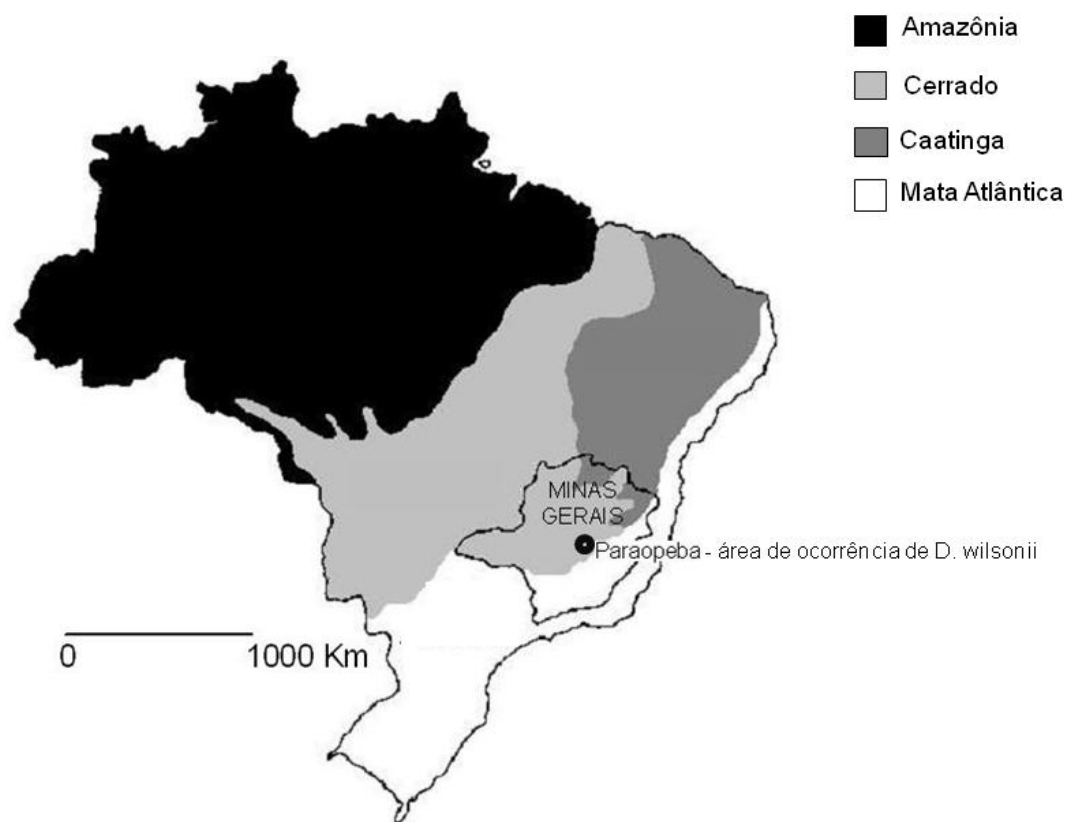 Amazônia
Cerrado
Caatinga
Mata Atlântica
MINAS
GERAIS
Paraopeba - área de ocorrência de D. wilsonii
0 1000 Km